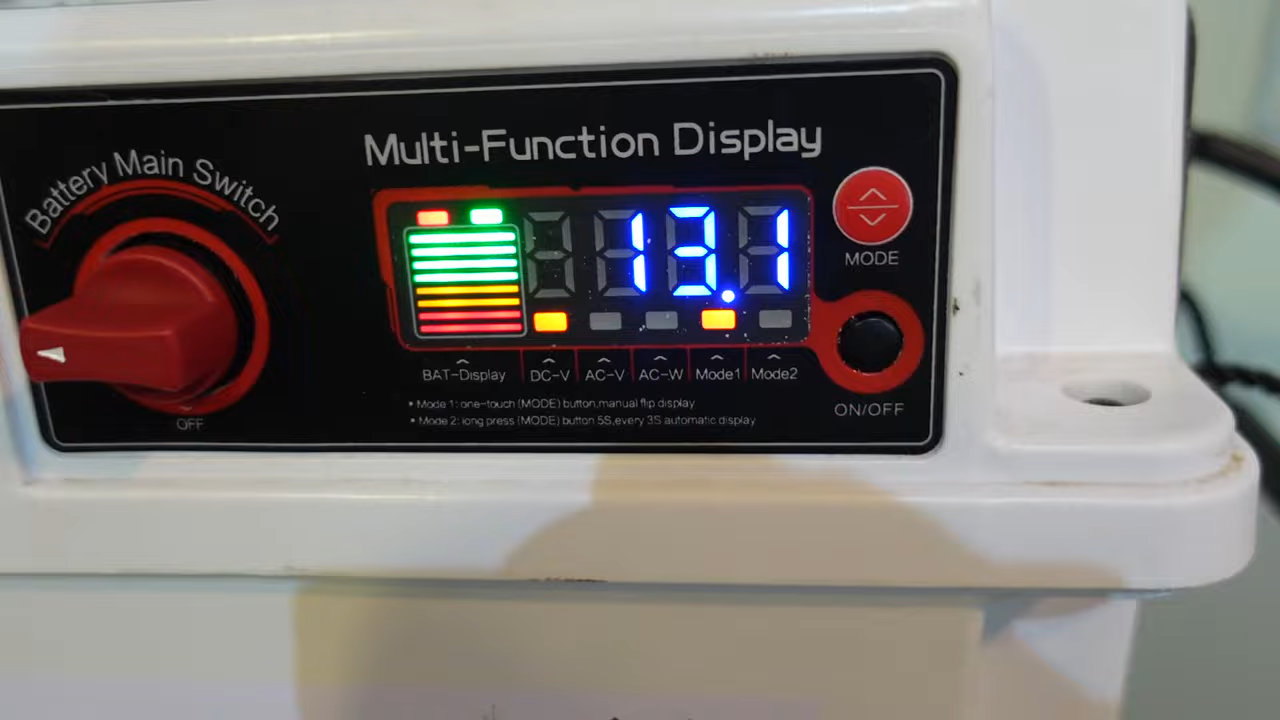 Multi-Function Display
Battery Main Switch
13.1
MODE
BAT-Display DC-V AC-V AC-W Mode1 Mode2
• Mode 1: one-touch (MODE) button,manual flip display
• Mode 2: long press (MODE) button 5S,every 3S automatic display
ON/OFF
OFF